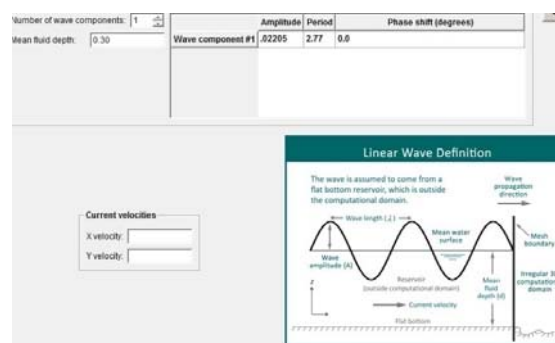 Number of wave components: 1
Mean fluid depth: 0.30
Amplitude Period Phase shift (degrees)
Wave component #1 .02205 2.77 0.0
Current velocities
X velocity:
Y velocity:
Linear Wave Definition
The wave is assumed to come from a
flat bottom reservoir, which is outside
the computational domain.
Wave
propagation
direction
Wave length (λ)
Mean water
surface
Mesh
boundary
Wave
amplitude (A)
Reservoir
(outside computational domain)
Mean
fluid
depth (d)
Irregular 3D
computation
domain
z
Current velocity
Flat bottom